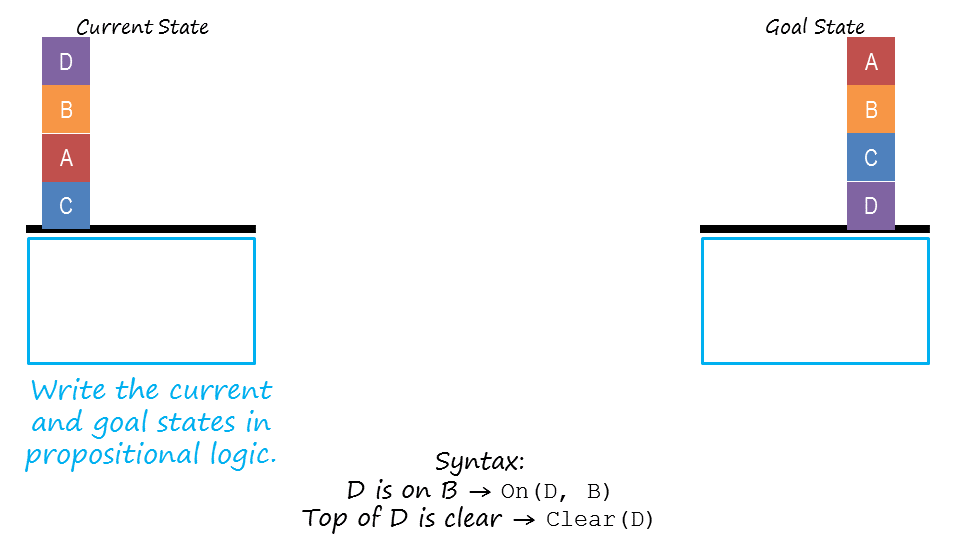 Current State
D
B
A
C
Goal State
A
B
C
D
Write the current
and goal states in
propositional logic.
Syntax:
D is on B → On(D, B)
Top of D is clear → Clear(D)